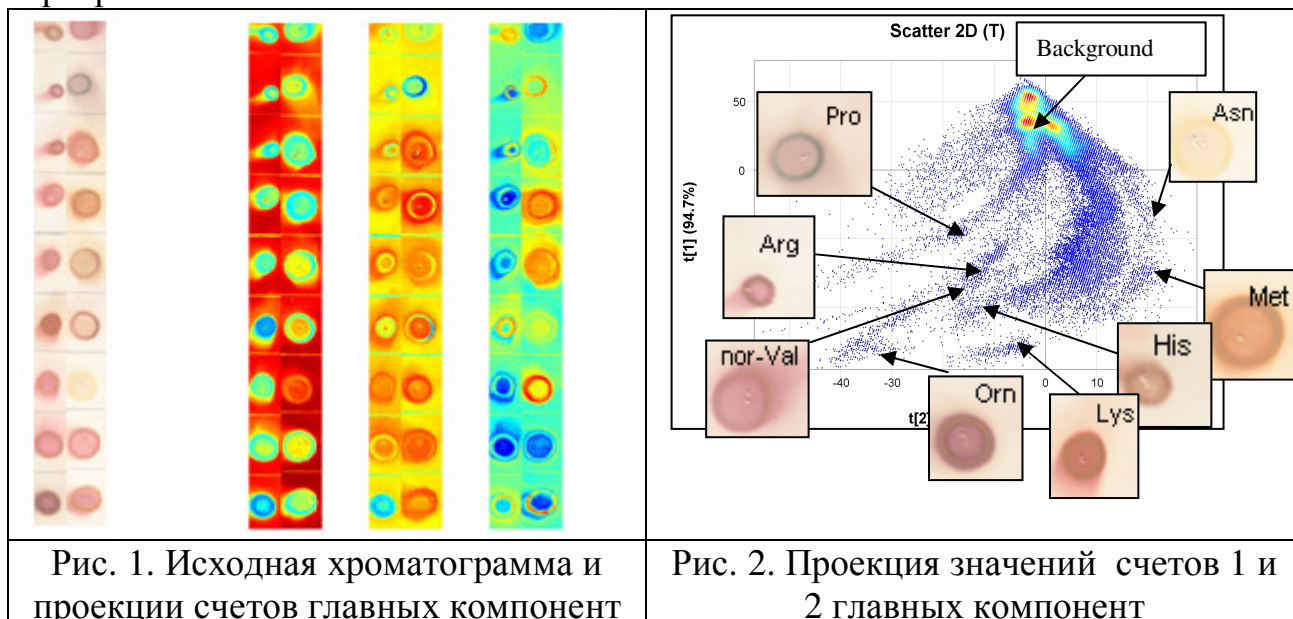 Scatter 2D (T)
Background
Pro
Asn
50
0
Arg
t[1] (94.7%)
Met
His
nor-Val
Orn
Lys
-40
-30
0
10
t[2]
Рис. 1. Исходная хроматограмма и
проекции счетов главных компонент
Рис. 2. Проекция значений счетов 1 и
2 главных компонент